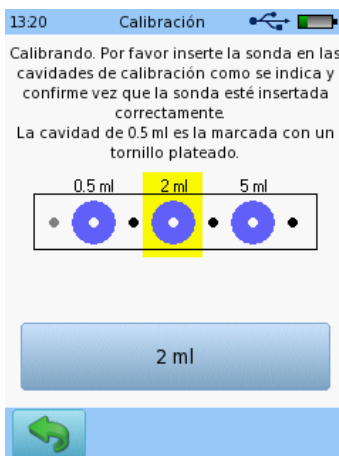 13:20 Calibración
Calibrando. Por favor inserte la sonda en las
cavidades de calibración como se indica y
confirme vez que la sonda esté insertada
correctamente.
La cavidad de 0.5 ml es la marcada con un
tornillo plateado.
0.5 ml 2 ml 5 ml
2 ml